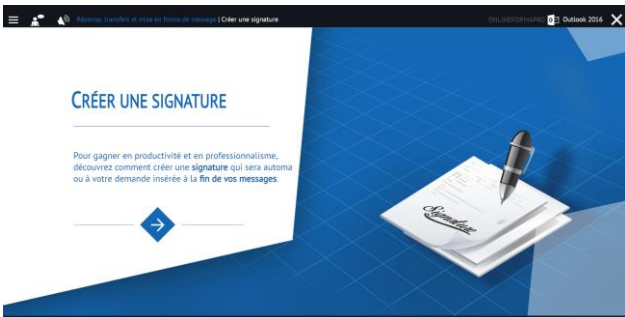 Réponse, transfert et mise en forme de message | Créer une signature
ONLINEFORMAPRO Outlook 2016
CRÉER UNE SIGNATURE
Pour gagner en productivité et en professionnalisme,
découvrez comment créer une signature qui sera automa
ou à votre demande insérée à la fin de vos messages.
Signature